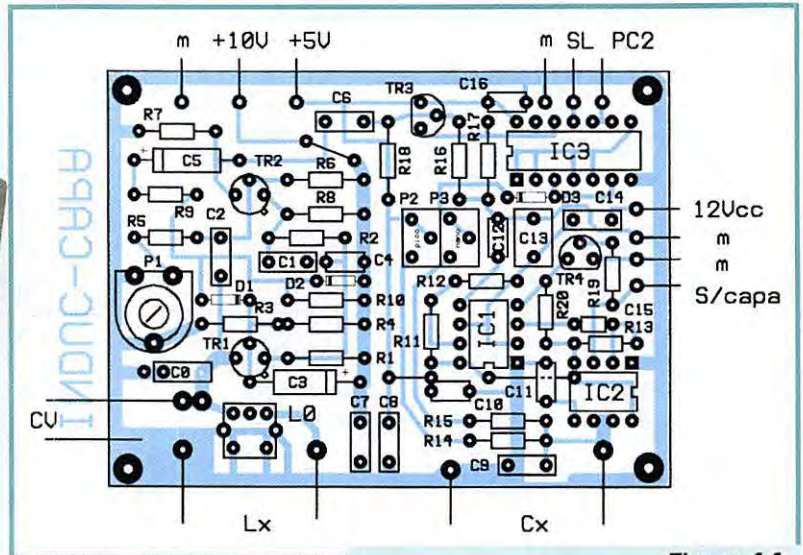 m +10V +5V
m SL PC2
TR3
C16
R7
C6
R17
C5
TR2
R6
R18
R16
IC3
R9
R8
P2
P3
D3
C14
12Vcc
R5
C2
R2
pico
nano
C12
C13
m
P1
C1
C4
TR4
m
D1
D2
R12
R19
S/capa
R3
R10
R20
C15
R4
R11
IC1
R13
TR1
R1
C0
C3
C11
IC2
CV
L0
C7
C8
C10
R15
R14
C9
Lx
Cx
INDUC-CAPA